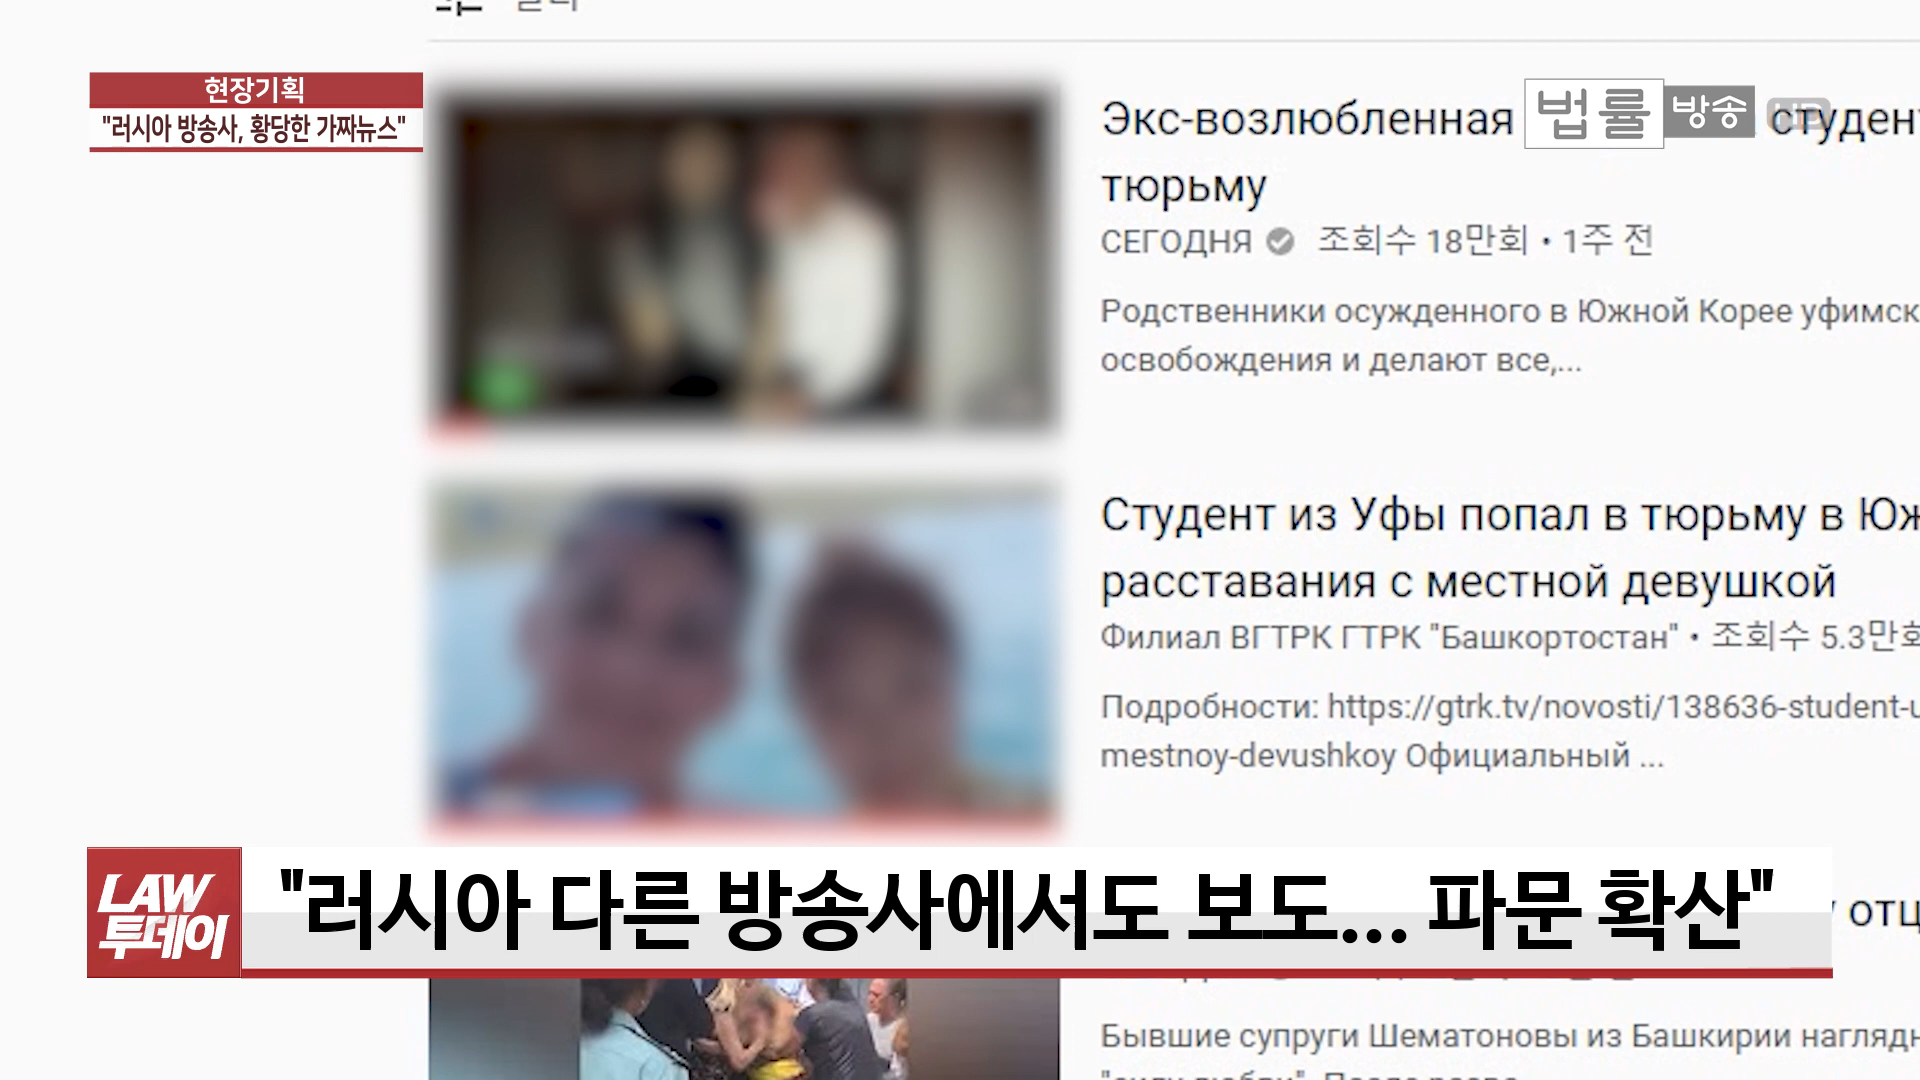 현장기획
"러시아 방송사, 황당한 가짜뉴스"
법률방송
HD
Экс-возлюбленная студент
тюрьму
СЕГОДНЯ 조회수 18만회 • 1주 전
Родственники осужденного в Южной Корее уфимск
освобождения и делают все,...
Студент из Уфы попал в тюрьму в Юж
расставания с местной девушкой
Филиал ВГТРК ГТРК "Башкортостан" • 조회수 5.3만회
Подробности: https://gtrk.tv/novosti/138636-student-u
mestnoy-devushkoy Официальный ...
LAW
투데이
"러시아 다른 방송사에서도 보도... 파문 확산"
отц
Бывшие супруги Шематоновы из Башкирии наглядн